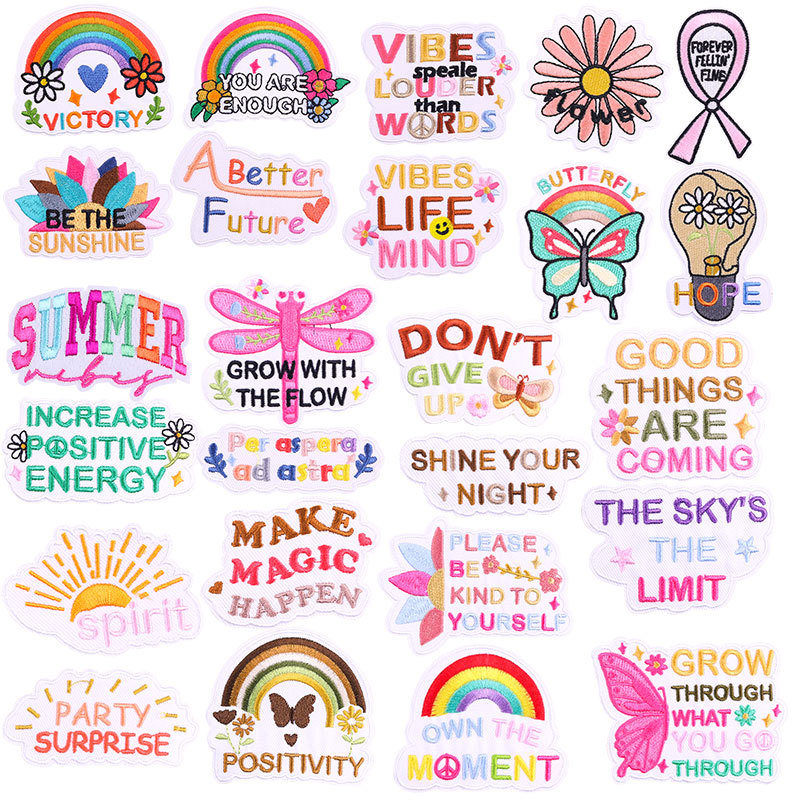 VICTORY
YOU ARE
ENOUGH
VIBES
speale
LOUDER
than
WORDS
flower
FOREVER
FEELIN'
FINE
BE THE
SUNSHINE
A Better
Future
VIBES
LIFE
MIND
BUTTERFLY
HOPE
SUMMER
vibes
GROW WITH
THE FLOW
DON'T
GIVE
UP
GOOD
THINGS
ARE
COMING
INCREASE
POSITIVE
ENERGY
Per aspera
ad astra
SHINE YOUR
NIGHT
THE SKY'S
THE
LIMIT
spirit
MAKE
MAGIC
HAPPEN
PLEASE
BE
KIND TO
YOURSELF
PARTY
SURPRISE
POSITIVITY
OWN THE
MOMENT
GROW
THROUGH
WHAT
YOU GO
THROUGH